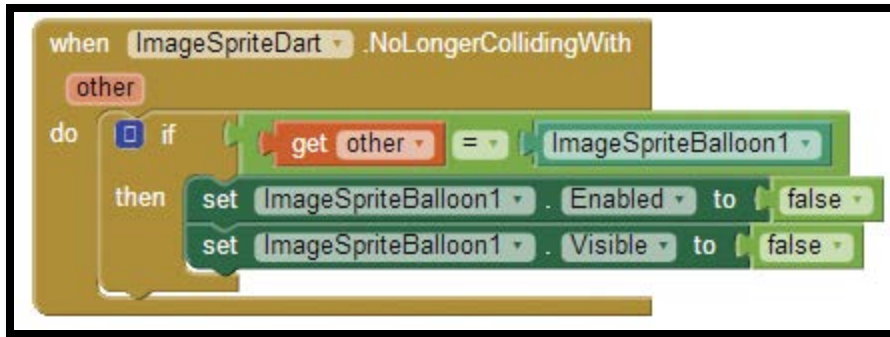 when ImageSpriteDart .NoLongerCollidingWith
other
do if get other = ImageSpriteBalloon1
then set ImageSpriteBalloon1 . Enabled to false
set ImageSpriteBalloon1 . Visible to false